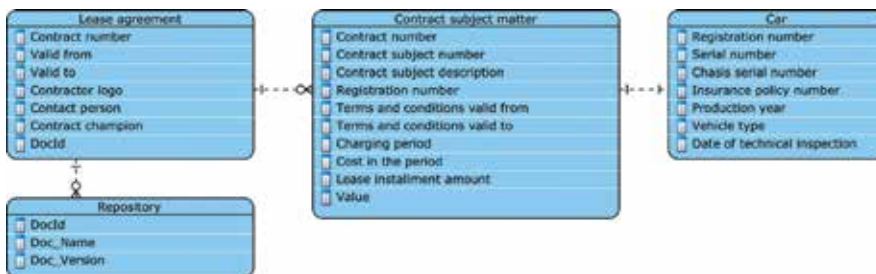 Lease agreement
Contract number
Valid from
Valid to
Contractor logo
Contact person
Contract champion
DocId
Repository
DocId
Doc_Name
Doc_Version
Contract subject matter
Contract number
Contract subject number
Contract subject description
Registration number
Terms and conditions valid from
Terms and conditions valid to
Charging period
Cost in the period
Lease installment amount
Value
Car
Registration number
Serial number
Chasis serial number
Insurance policy number
Production year
Vehicle type
Date of technical inspection